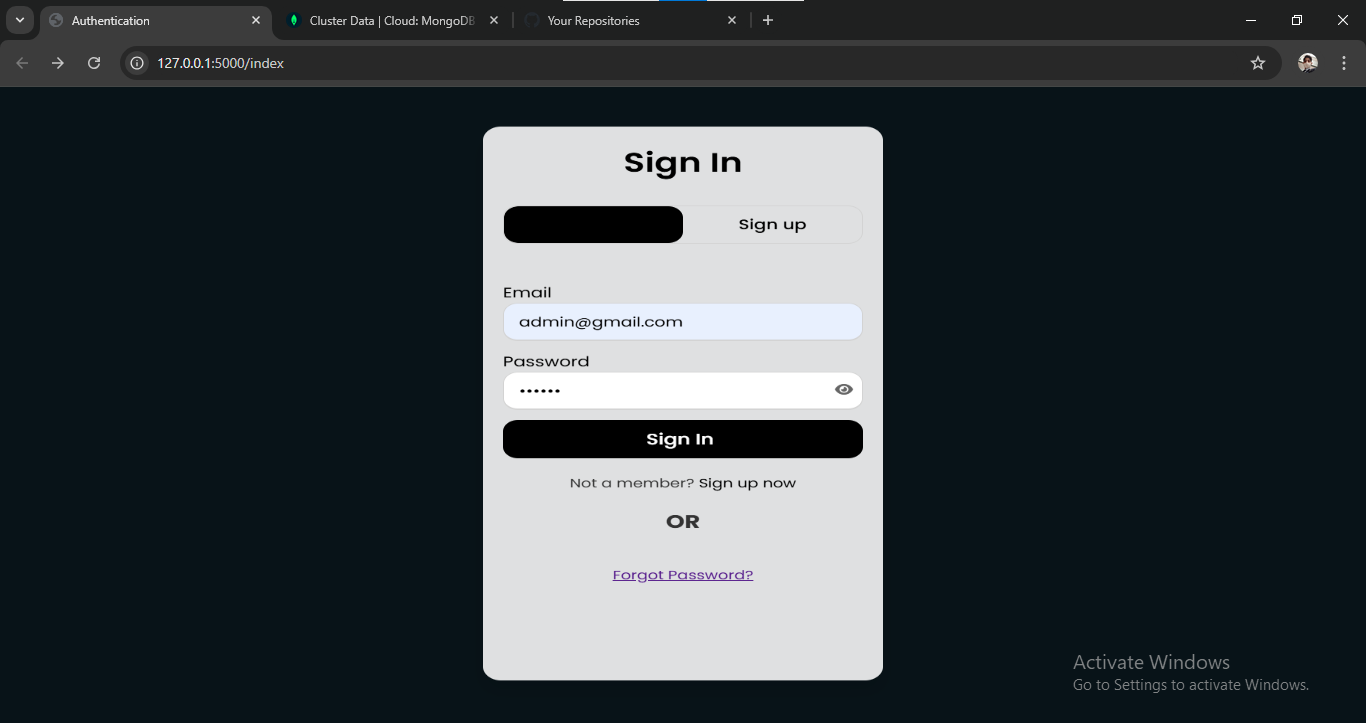 Authentication
Cluster Data | Cloud: MongoDB
Your Repositories
127.0.0.1:5000/index
Sign In
Sign up
Email
admin@gmail.com
Password
••••••
Sign In
Not a member? Sign up now
OR
Forgot Password?
Activate Windows
Go to Settings to activate Windows.